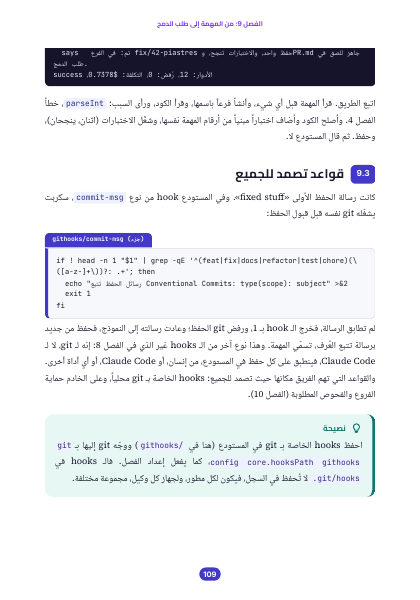 الفصل 9: من المهمة إلى طلب الدمج
says جاهز للصق في PR.md حفظ واحد، والاختبارات تنجح، و fix/42-piastres تم: في الفرع
طلب الدمج.
success ,0.7378$ :الأدوار: 12، رُفض: 0، التكلفة
اتبع الطريق. قرأ المهمة قبل أي شيء، وأنشأ فرعاً باسمها، وقرأ الكود، ورأى السبب: parseInt، خطأ
الفصل 4. وأصلح الكود وأضاف اختباراً مبنياً من أرقام المهمة نفسها، وشغّل الاختبارات (اثنان، ينجحان)،
وحفظ. ثم قال المستودع لا.
9.3 قواعد تصمد للجميع
كانت رسالة الحفظ الأولى «fixed stuff». وفي المستودع hook من نوع commit-msg، سكربت
يشغّله git نفسه قبل قبول الحفظ:
githooks/commit-msg (جزء)
if ! head -n 1 "$1" | grep -qE '^(feat|fix|docs|refactor|test|chore)(\
([a-z-]+\))?: .+'; then
echo "رسائل الحفظ تتبع Conventional Commits: type(scope): subject" >&2
exit 1
fi
لم تطابق الرسالة، فخرج الـ hook بـ 1، ورفض git الحفظ؛ وعادت رسالته إلى النموذج، فحفظ من جديد
برسالة تتبع العُرف، تسمّي المهمة. وهذا نوع آخر من الـ hooks غير الذي في الفصل 8: إنه لـ git، لا لـ
Claude Code، فينطبق على كل حفظ في المستودع، من إنسان، أو Claude Code، أو أي أداة أخرى.
والقواعد التي تهم الفريق مكانها حيث تصمد للجميع: hooks الخاصة بـ git محلياً، وعلى الخادم حماية
الفروع والفحوص المطلوبة (الفصل 10).
نصيحة
احفظ hooks الخاصة بـ git في المستودع (هنا في githooks/) ووجّه git إليها بـ git
config core.hooksPath githooks، كما يفعل إعداد الفصل. فالـ hooks في
.git/hooks لا تُحفظ في السجل، فيكون لكل مطور، ولجهاز كل وكيل، مجموعة مختلفة.
109